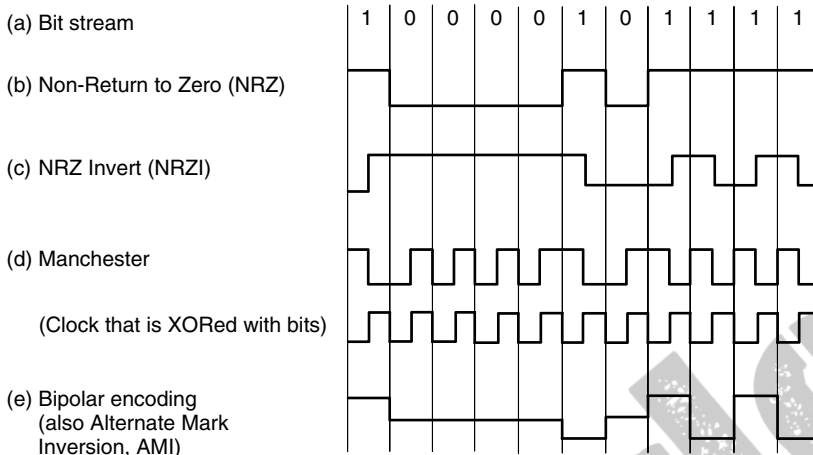 (a) Bit stream 1 0 0 0 0 1 0 1 1 1 1
(b) Non-Return to Zero (NRZ)
(c) NRZ Invert (NRZI)
(d) Manchester
(Clock that is XORed with bits)
(e) Bipolar encoding
(also Alternate Mark
Inversion, AMI)